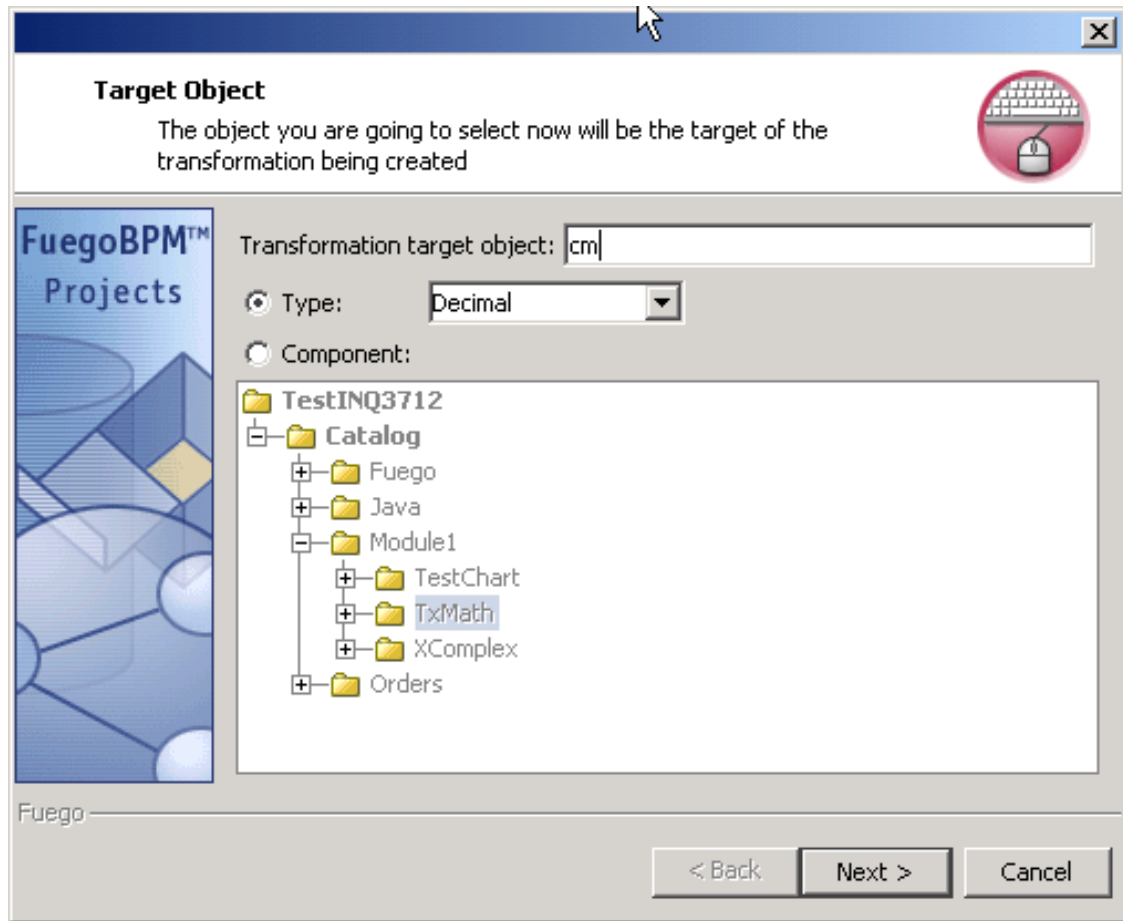 Target Object
The object you are going to select now will be the target of the
transformation being created
FuegoBPM™
Projects
Transformation target object: cm
Type: Decimal
Component:
TestINQ3712
Catalog
Fuego
Java
Module1
TestChart
TxMath
XComplex
Orders
Fuego
< Back Next > Cancel